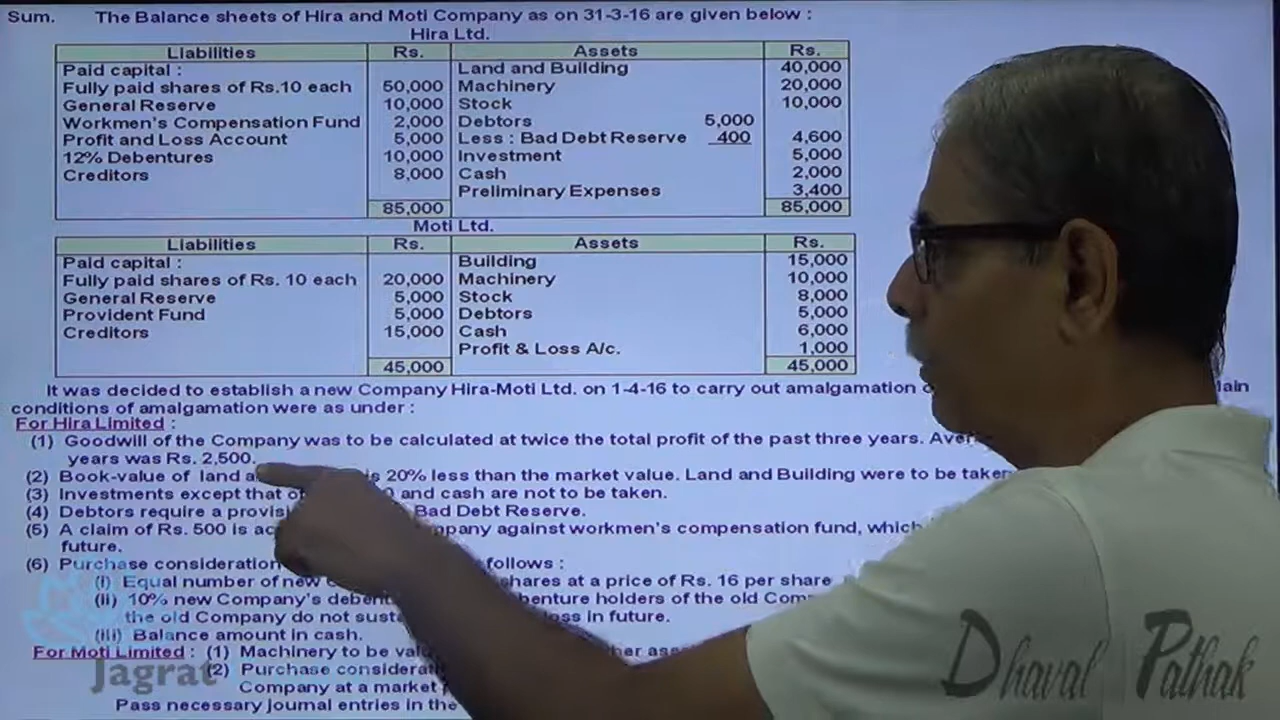 Sum. The Balance sheets of Hira and Moti Company as on 31-3-16 are given below :
Hira Ltd.
Liabilities Rs. Assets Rs.
Paid capital : Land and Building 40,000
Fully paid shares of Rs.10 each 50,000 Machinery 20,000
General Reserve 10,000 Stock 10,000
Workmen's Compensation Fund 2,000 Debtors 5,000
Profit and Loss Account 5,000 Less : Bad Debt Reserve 400 4,600
12% Debentures 10,000 Investment 5,000
Creditors 8,000 Cash 2,000
Preliminary Expenses 3,400
85,000 85,000
Moti Ltd.
Liabilities Rs. Assets Rs.
Paid capital : Building 15,000
Fully paid shares of Rs. 10 each 20,000 Machinery 10,000
General Reserve 5,000 Stock 8,000
Provident Fund 5,000 Debtors 5,000
Creditors 15,000 Cash 6,000
Profit & Loss A/c. 1,000
45,000 45,000
It was decided to establish a new Company Hira-Moti Ltd. on 1-4-16 to carry out amalgamation
conditions of amalgamation were as under :
For Hira Limited :
(1) Goodwill of the Company was to be calculated at twice the total profit of the past three years.
years was Rs. 2,500.
(2) Book-value of land 20% less than the market value. Land and Building were to be
(3) Investments except that and cash are not to be taken.
(4) Debtors require a Bad Debt Reserve.
(5) A claim of Rs. 500 is against workmen's compensation fund, which
future.
(6) Purchase consideration follows :
(i) Equal number of new shares at a price of Rs. 16 per share
(ii) 10% new Company's holders of the old
the old Company do not in future.
(iii) Balance amount in cash.
For Moti Limited : (1) Machinery to be
(2) Purchase
Company at a market
Pass necessary journal entries in the
Jagrat
Dhaval Pathak